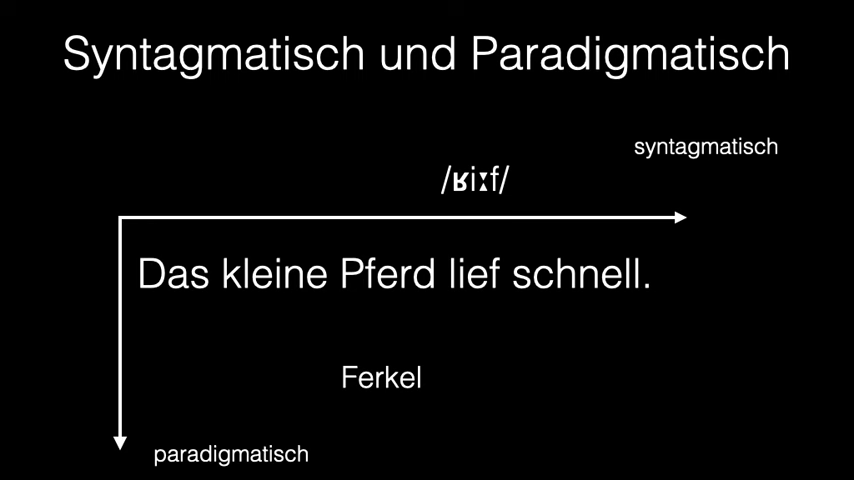 Syntagmatisch und Paradigmatisch
syntagmatisch
/ʁiːf/
Das kleine Pferd lief schnell.
Ferkel
paradigmatisch